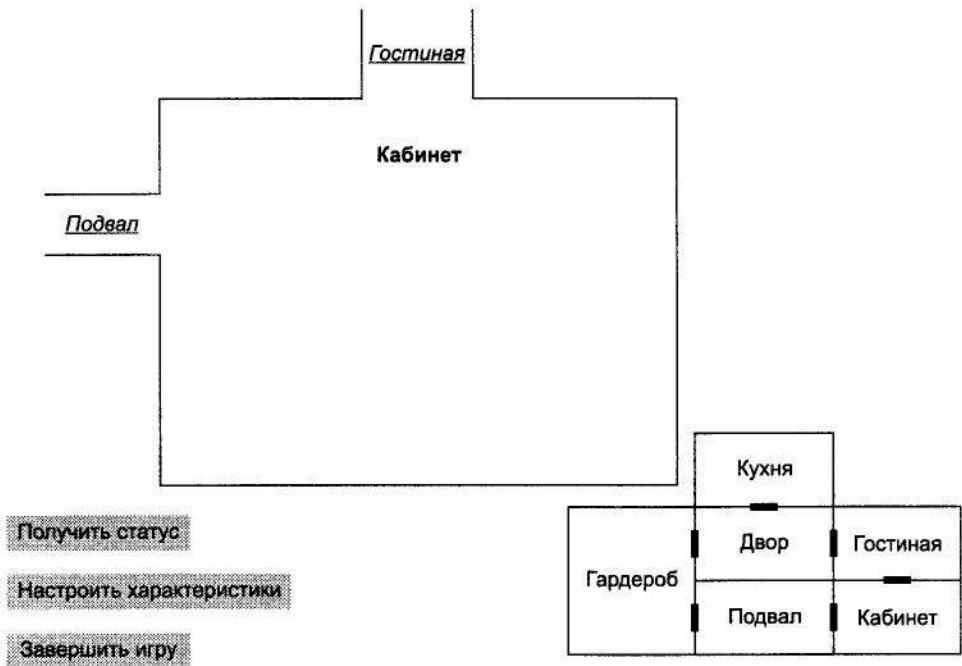 Гостиная
Кабинет
Подвал
Кухня
Получить статус
Двор Гостиная
Гардероб
Настроить характеристики
Подвал Кабинет
Завершить игру